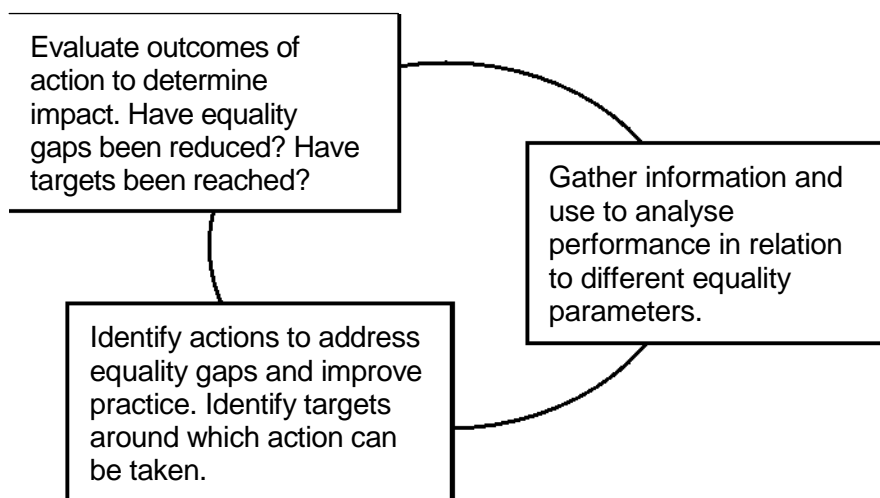 Evaluate outcomes of
action to determine
impact. Have equality
gaps been reduced? Have
targets been reached?
Gather information and
use to analyse
performance in relation
to different equality
parameters.
Identify actions to address
equality gaps and improve
practice. Identify targets
around which action can
be taken.